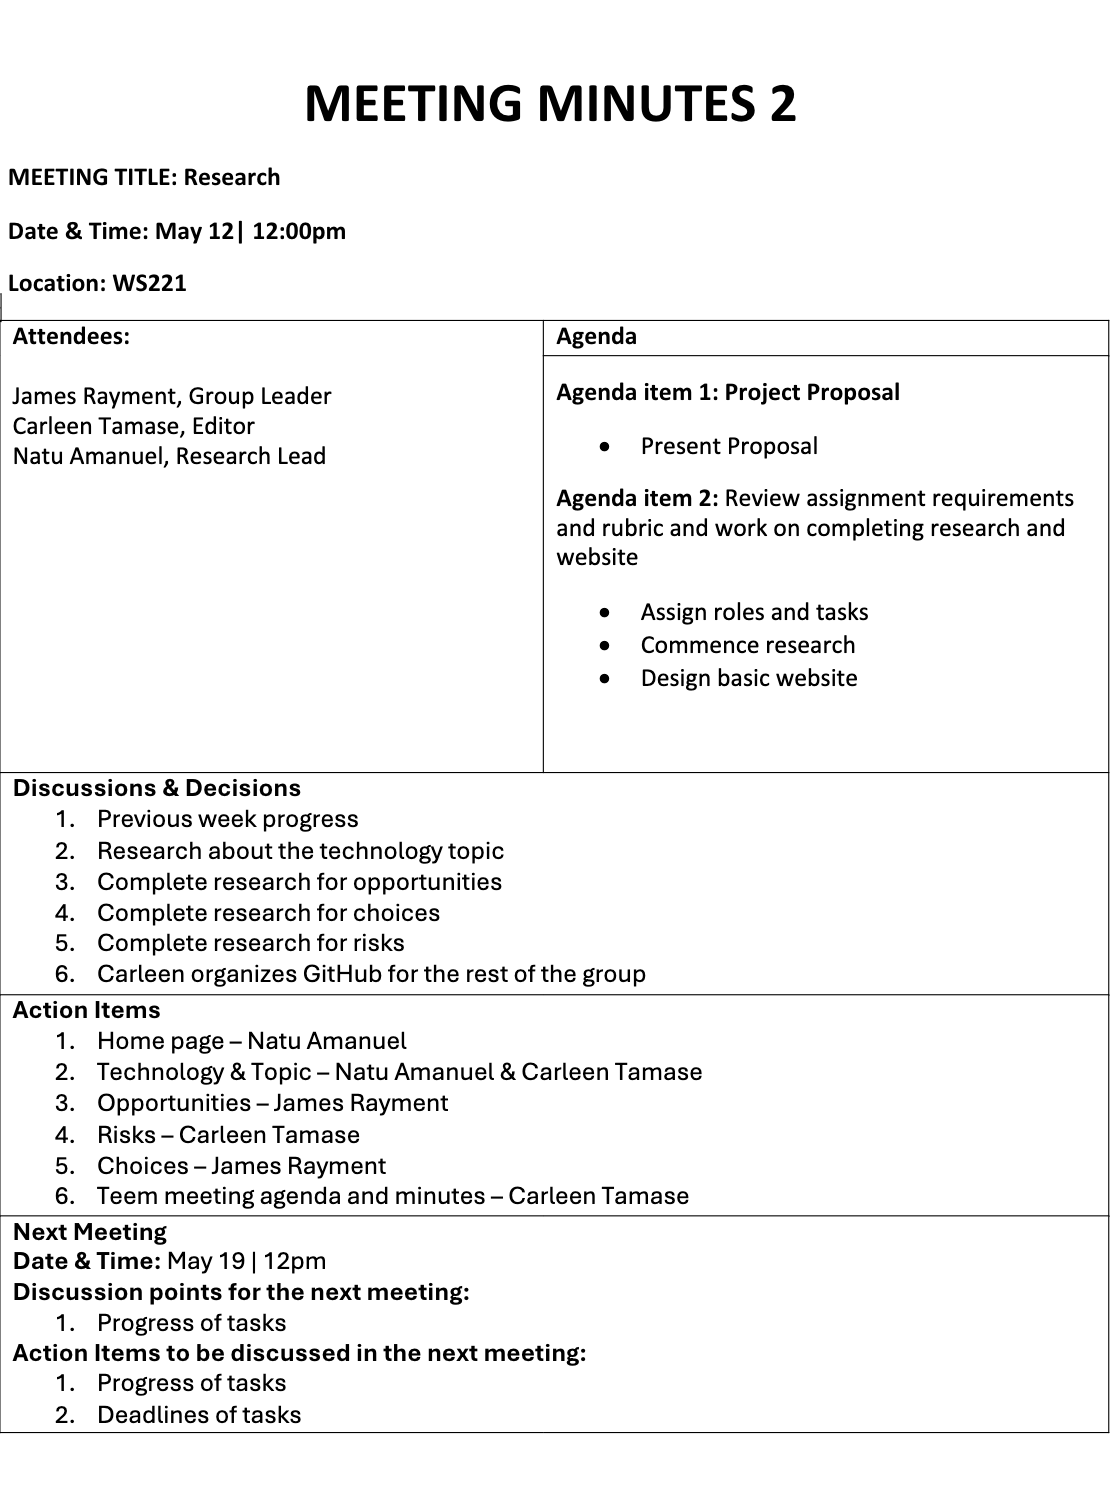 MEETING MINUTES 2
MEETING TITLE: Research
Date & Time: May 12| 12:00pm
Location: WS221
Attendees:
James Rayment, Group Leader
Carleen Tamase, Editor
Natu Amanuel, Research Lead
Agenda
Agenda item 1: Project Proposal
• Present Proposal
Agenda item 2: Review assignment requirements
and rubric and work on completing research and
website
• Assign roles and tasks
• Commence research
• Design basic website
Discussions & Decisions
1. Previous week progress
2. Research about the technology topic
3. Complete research for opportunities
4. Complete research for choices
5. Complete research for risks
6. Carleen organizes GitHub for the rest of the group
Action Items
1. Home page – Natu Amanuel
2. Technology & Topic – Natu Amanuel & Carleen Tamase
3. Opportunities – James Rayment
4. Risks – Carleen Tamase
5. Choices – James Rayment
6. Teem meeting agenda and minutes – Carleen Tamase
Next Meeting
Date & Time: May 19 | 12pm
Discussion points for the next meeting:
1. Progress of tasks
Action Items to be discussed in the next meeting:
1. Progress of tasks
2. Deadlines of tasks